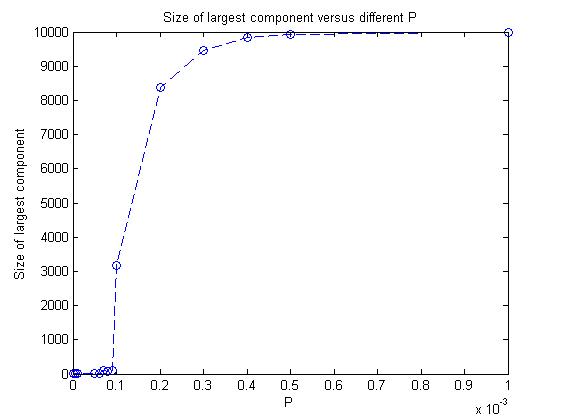 Size of largest component versus different P
10000
9000
8000
7000
6000
5000
4000
3000
2000
1000
0
Size of largest component
0 0.1 0.2 0.3 0.4 0.5 0.6 0.7 0.8 0.9 1
P
x 10^-3